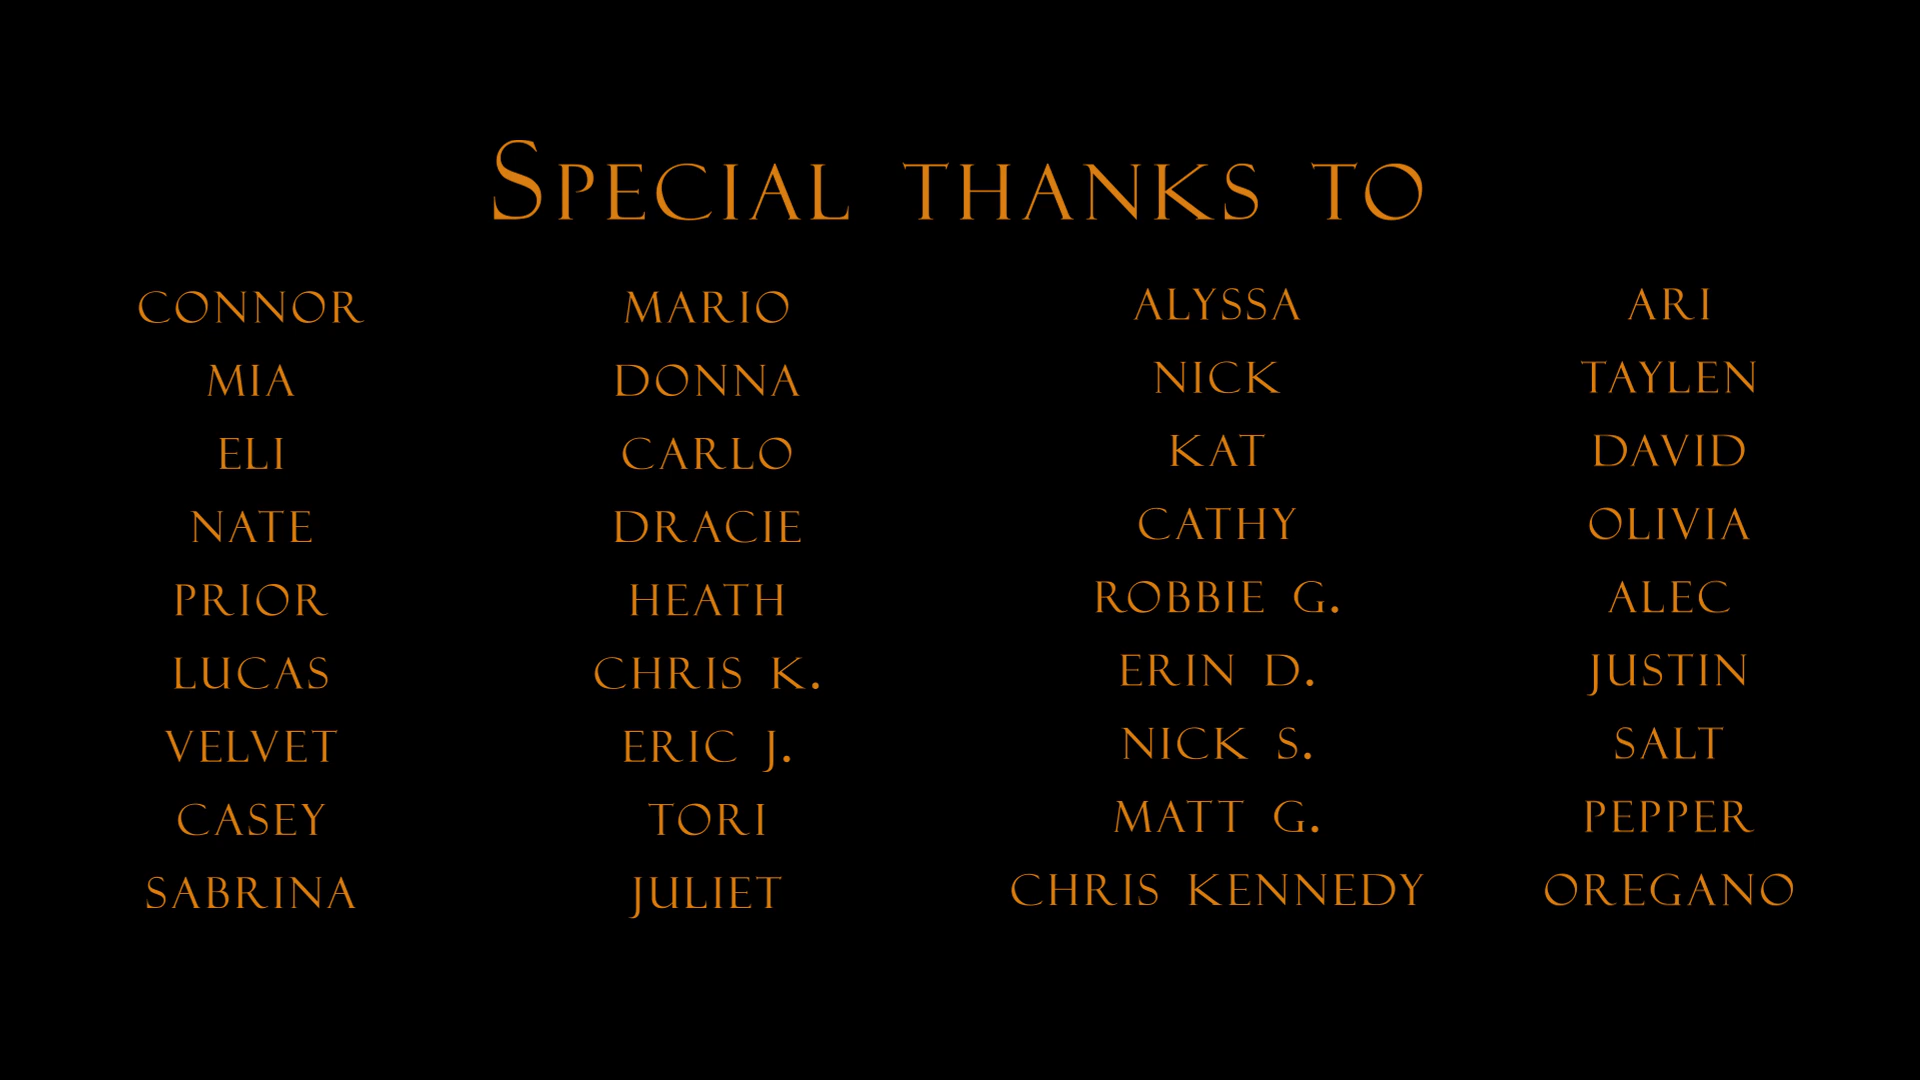 Special thanks to
CONNOR
MIA
ELI
NATE
PRIOR
LUCAS
VELVET
CASEY
SABRINA
MARIO
DONNA
CARLO
DRACIE
HEATH
CHRIS K.
ERIC J.
TORI
JULIET
ALYSSA
NICK
KAT
CATHY
ROBBIE G.
ERIN D.
NICK S.
MATT G.
CHRIS KENNEDY
ARI
TAYLEN
DAVID
OLIVIA
ALEC
JUSTIN
SALT
PEPPER
OREGANO